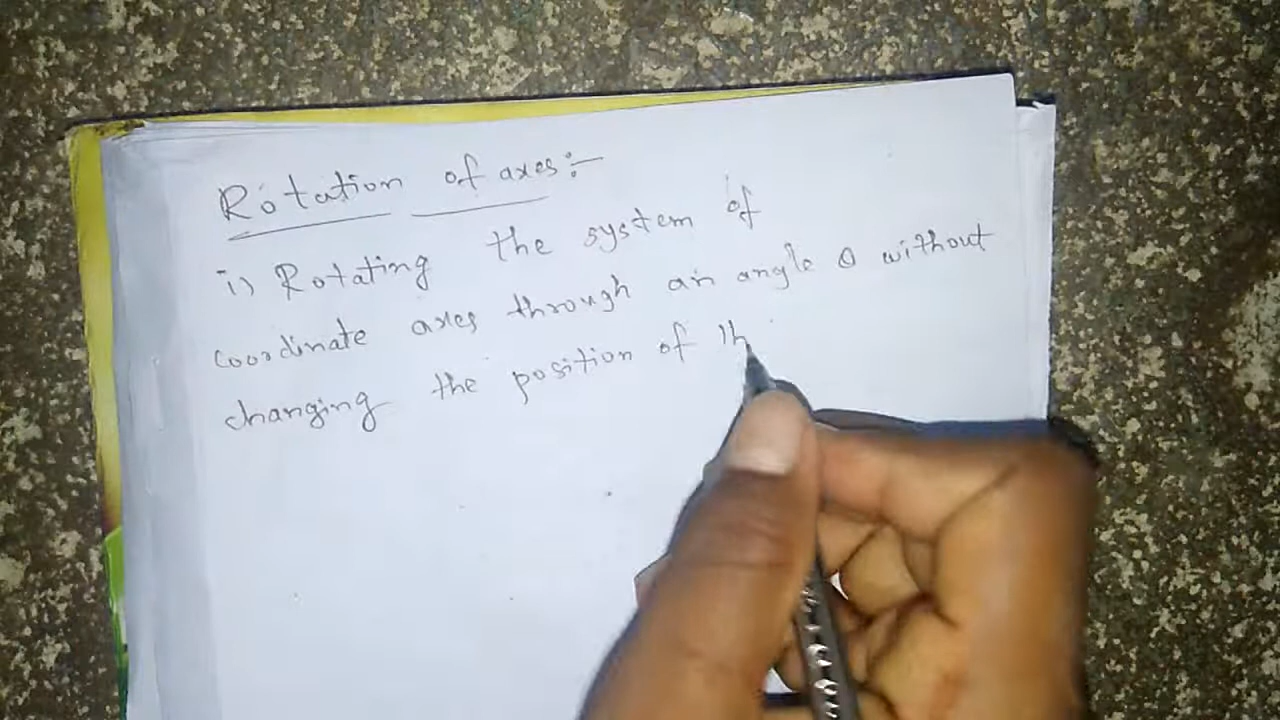 Rotation of axes:-
i) Rotating the system of
coordinate axes through an angle θ without
changing the position of th